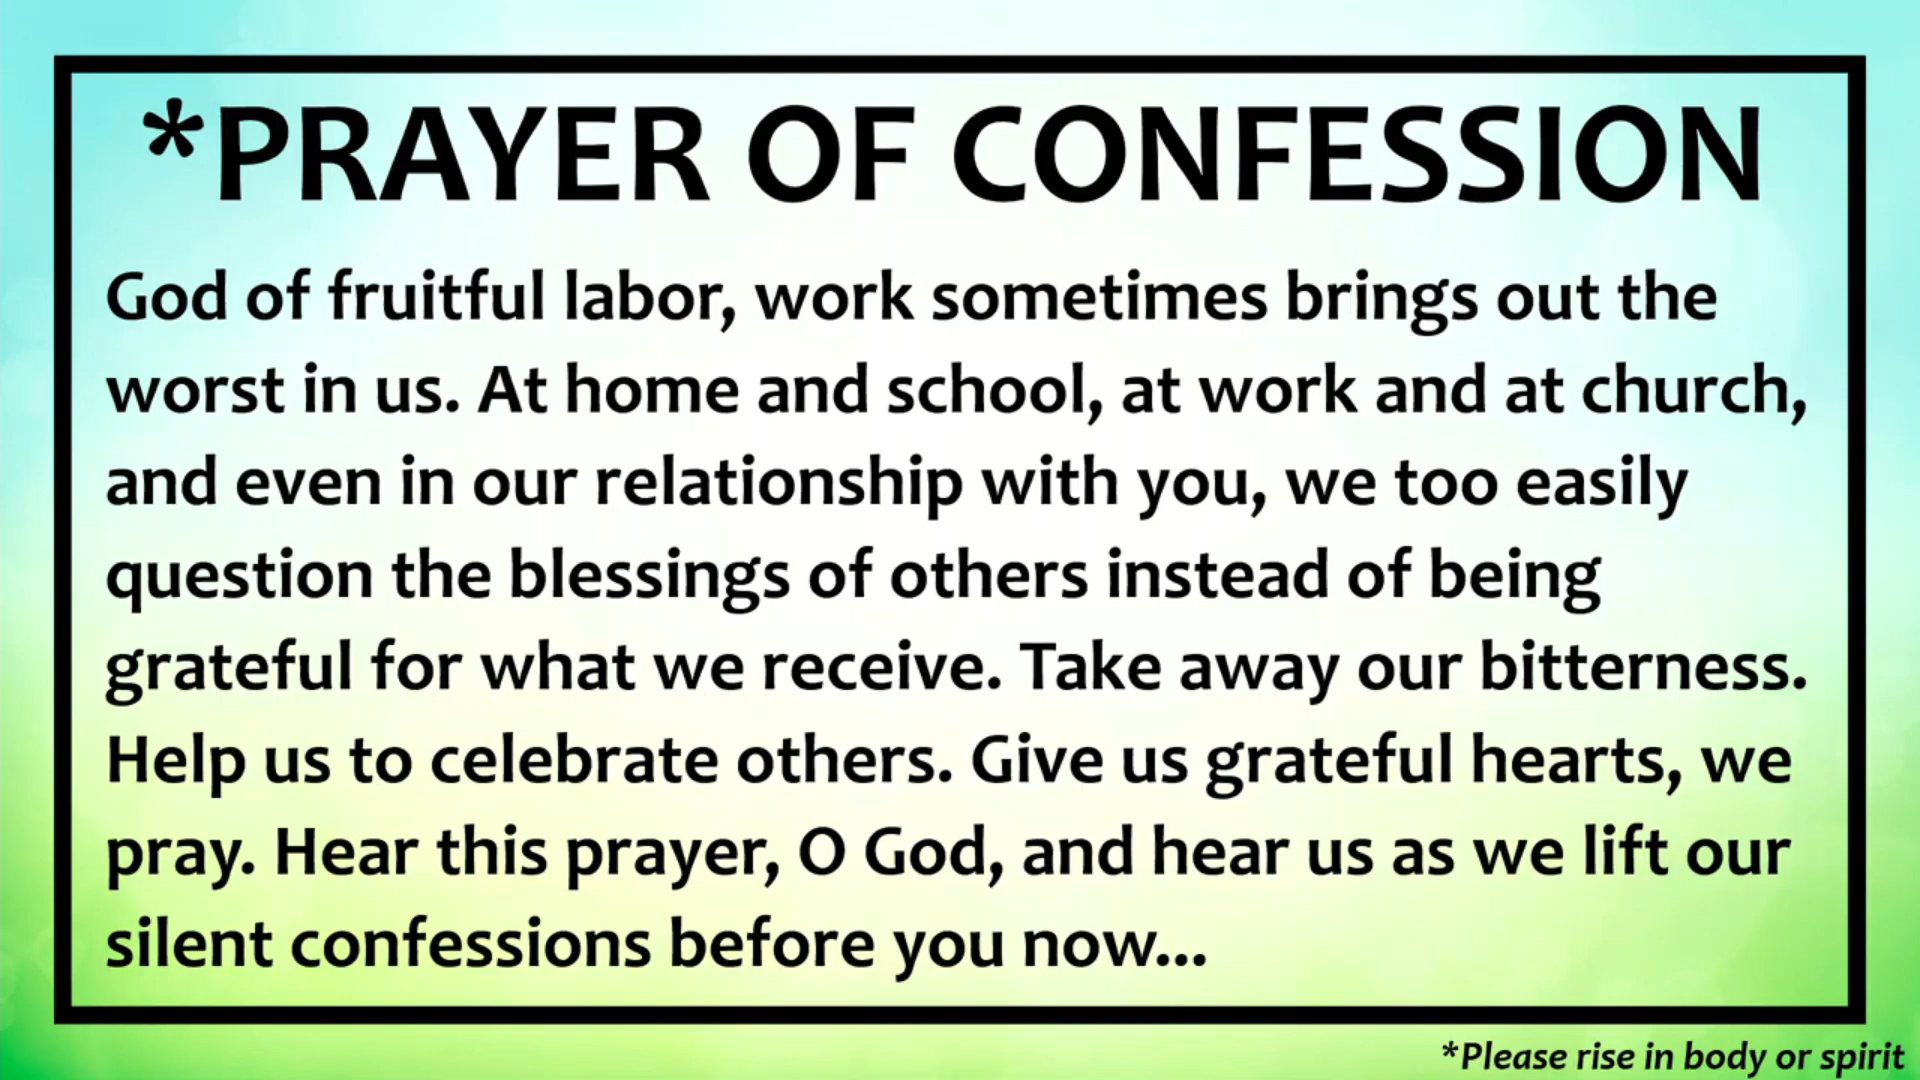 *PRAYER OF CONFESSION
God of fruitful labor, work sometimes brings out the
worst in us. At home and school, at work and at church,
and even in our relationship with you, we too easily
question the blessings of others instead of being
grateful for what we receive. Take away our bitterness.
Help us to celebrate others. Give us grateful hearts, we
pray. Hear this prayer, O God, and hear us as we lift our
silent confessions before you now...
*Please rise in body or spirit